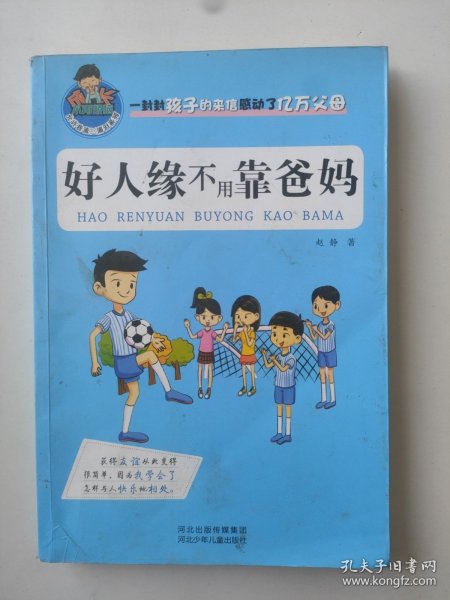 一封封孩子的来信感动了亿万父母
好人缘不用靠爸妈
HAO RENYUAN BUYONG KAO BAMA
赵静 著
获得友谊从此变得
很简单，因为我学会了
怎样与人快乐地相处。
河北出版传媒集团
河北少年儿童出版社
孔夫子旧书网
www.kongfz.com